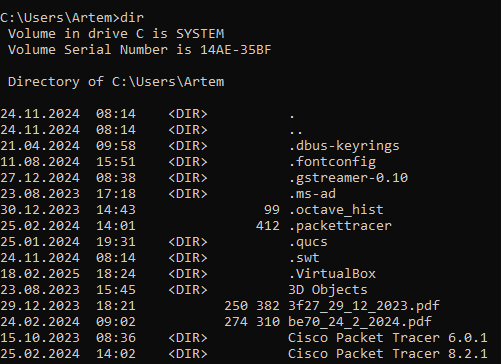 C:\Users\Artem>dir
 Volume in drive C is SYSTEM
 Volume Serial Number is 14AE-35BF

 Directory of C:\Users\Artem

24.11.2024  08:14    <DIR>          .
24.11.2024  08:14    <DIR>          ..
21.04.2024  09:58    <DIR>          .dbus-keyrings
11.08.2024  15:51    <DIR>          .fontconfig
27.12.2024  08:38    <DIR>          .gstreamer-0.10
23.08.2023  17:18    <DIR>          .ms-ad
30.12.2023  14:43                99 .octave_hist
25.02.2024  14:01               412 .packettracer
25.01.2024  19:31    <DIR>          .qucs
24.11.2024  08:14    <DIR>          .swt
18.02.2025  18:24    <DIR>          .VirtualBox
23.08.2023  15:45    <DIR>          3D Objects
29.12.2023  18:21           250 382 3f27_29_12_2023.pdf
24.02.2024  09:02           274 310 be70_24_2_2024.pdf
15.10.2023  08:36    <DIR>          Cisco Packet Tracer 6.0.1
25.02.2024  14:02    <DIR>          Cisco Packet Tracer 8.2.1